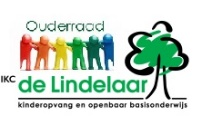 Ouderraad
IKC de Lindelaar
kinderopvang en openbaar basisonderwijs